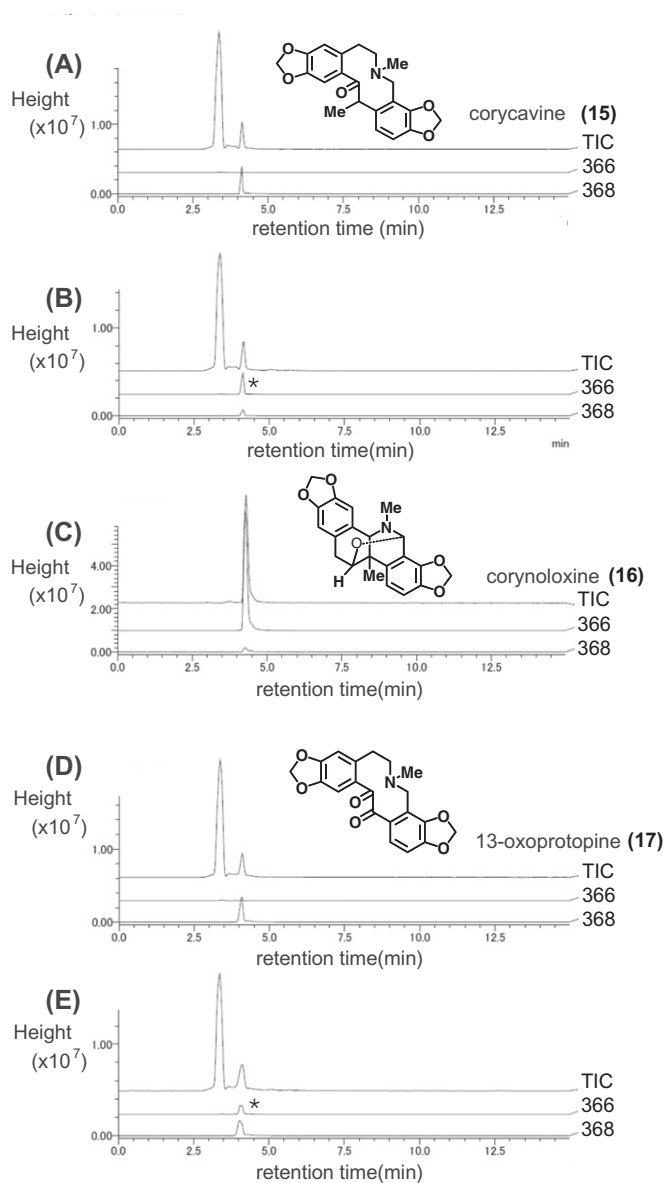 (A)
Height
(x10⁷)
1.00
0.00
O
O
O
N
Me
Me
O
O
corycavine (15)
TIC
366
368
0.0 2.5 5.0 7.5 10.0 12.5
retention time (min)
(B)
Height
(x10⁷)
1.00
0.00
*
TIC
366
368
0.0 2.5 5.0 7.5 10.0 12.5 min
retention time(min)
(C)
Height
(x10⁷)
4.00
2.00
0.00
O
O
Me
N
O
H
Me
O
O
corynoloxine (16)
TIC
366
368
0.0 2.5 5.0 7.5 10.0 12.5
retention time(min)
(D)
Height
(x10⁷)
1.00
0.00
O
O
O
O
N
Me
O
O
13-oxoprotopine (17)
TIC
366
368
0.0 2.5 5.0 7.5 10.0 12.5
retention time(min)
(E)
Height
(x10⁷)
1.00
0.00
*
TIC
366
368
0.0 2.5 5.0 7.5 10.0 12.5
retention time(min)